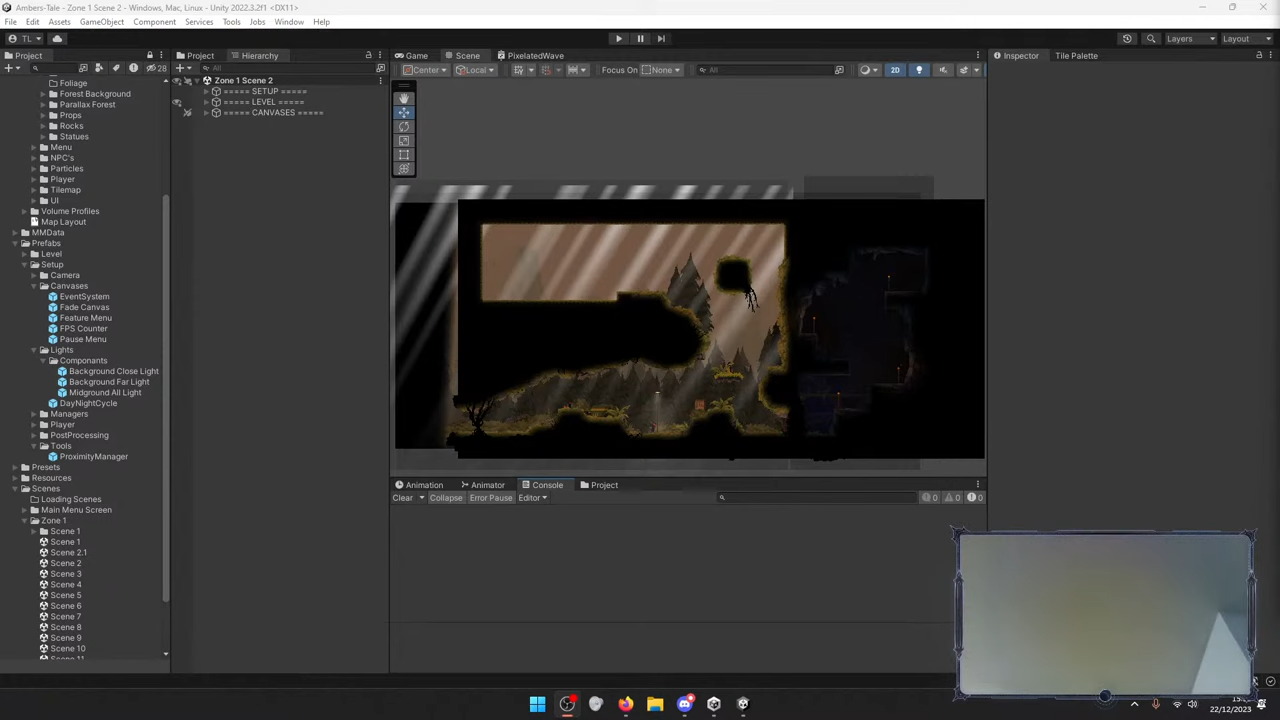 Ambers-Tale - Zone 1 Scene 2 - Windows, Mac, Linux - Unity 2022.3.2f1 <DX11>
File Edit Assets GameObject Component Services Tools Jobs Window Help
TL Layers Layout
Project Project Hierarchy Game Scene PixelatedWave Inspector Tile Palette
28 All Center Local Focus On None All 2D
Foliage
Forest Background
Parallax Forest
Props
Rocks
Statues
Menu
NPC's
Particles
Player
Tilemap
UI
Volume Profiles
Map Layout
MMData
Prefabs
Level
Setup
Camera
Canvases
EventSystem
Fade Canvas
Feature Menu
FPS Counter
Pause Menu
Lights
Componants
Background Close Light
Background Far Light
Midground All Light
DayNightCycle
Managers
Player
PostProcessing
Tools
ProximityManager
Presets
Resources
Scenes
Loading Scenes
Main Menu Screen
Zone 1
Scene 1
Scene 1
Scene 2.1
Scene 2
Scene 3
Scene 4
Scene 5
Scene 6
Scene 7
Scene 8
Scene 9
Scene 10
Scene 11
Zone 1 Scene 2
===== SETUP =====
===== LEVEL =====
===== CANVASES =====
Animation Animator Console Project
Clear Collapse Error Pause Editor 0 0 0
22/12/2023